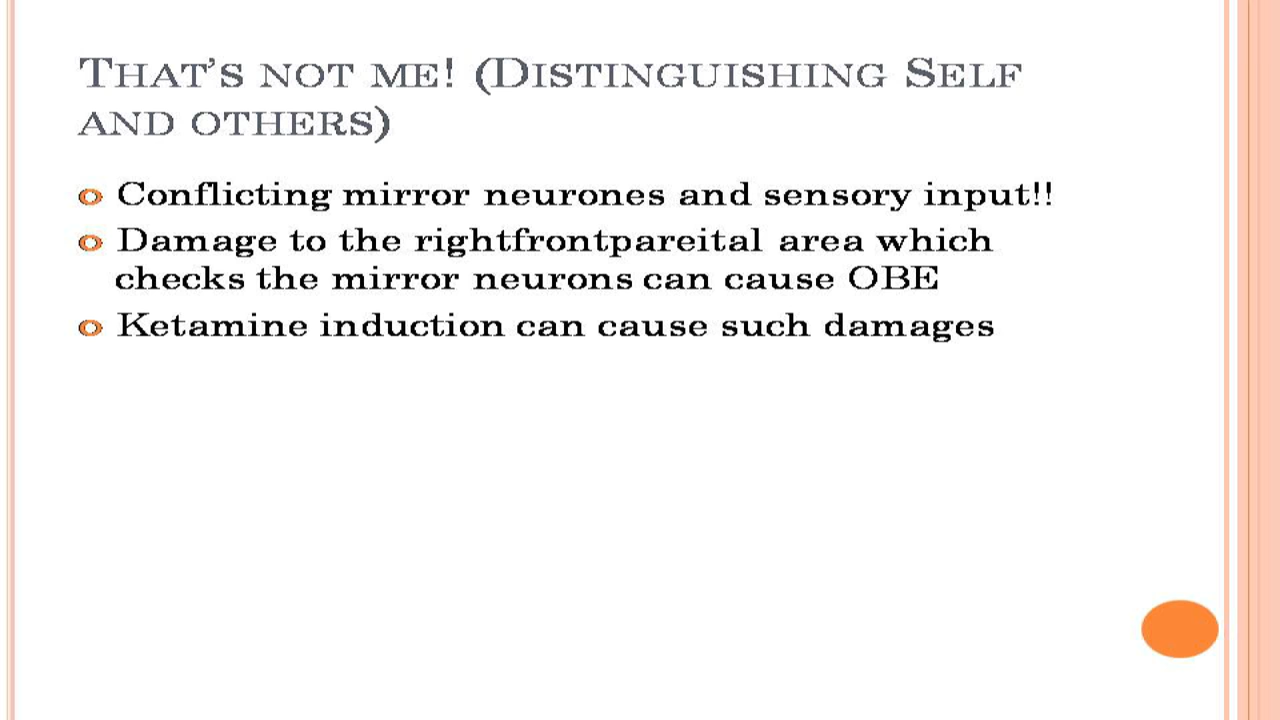 That's not me! (Distinguishing Self
and others)
Conflicting mirror neurones and sensory input!!
Damage to the rightfrontpareital area which
checks the mirror neurons can cause OBE
Ketamine induction can cause such damages